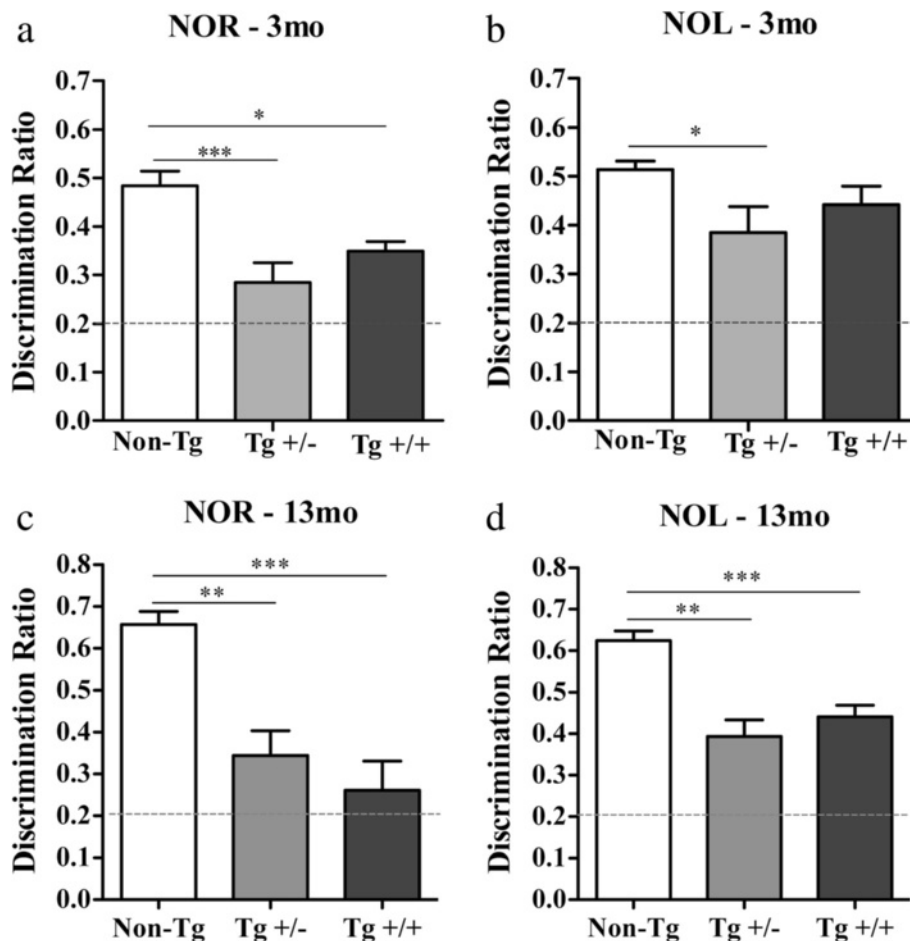 a
NOR - 3mo
Discrimination Ratio
0.7
0.6
0.5
0.4
0.3
0.2
0.1
0.0
*
***
Non-Tg Tg +/- Tg +/+
b
NOL - 3mo
Discrimination Ratio
0.7
0.6
0.5
0.4
0.3
0.2
0.1
0.0
*
Non-Tg Tg +/- Tg +/+
c
NOR - 13mo
Discrimination Ratio
0.8
0.7
0.6
0.5
0.4
0.3
0.2
0.1
0.0
***
**
Non-Tg Tg +/- Tg +/+
d
NOL - 13mo
Discrimination Ratio
0.8
0.7
0.6
0.5
0.4
0.3
0.2
0.1
0.0
***
**
Non-Tg Tg +/- Tg +/+